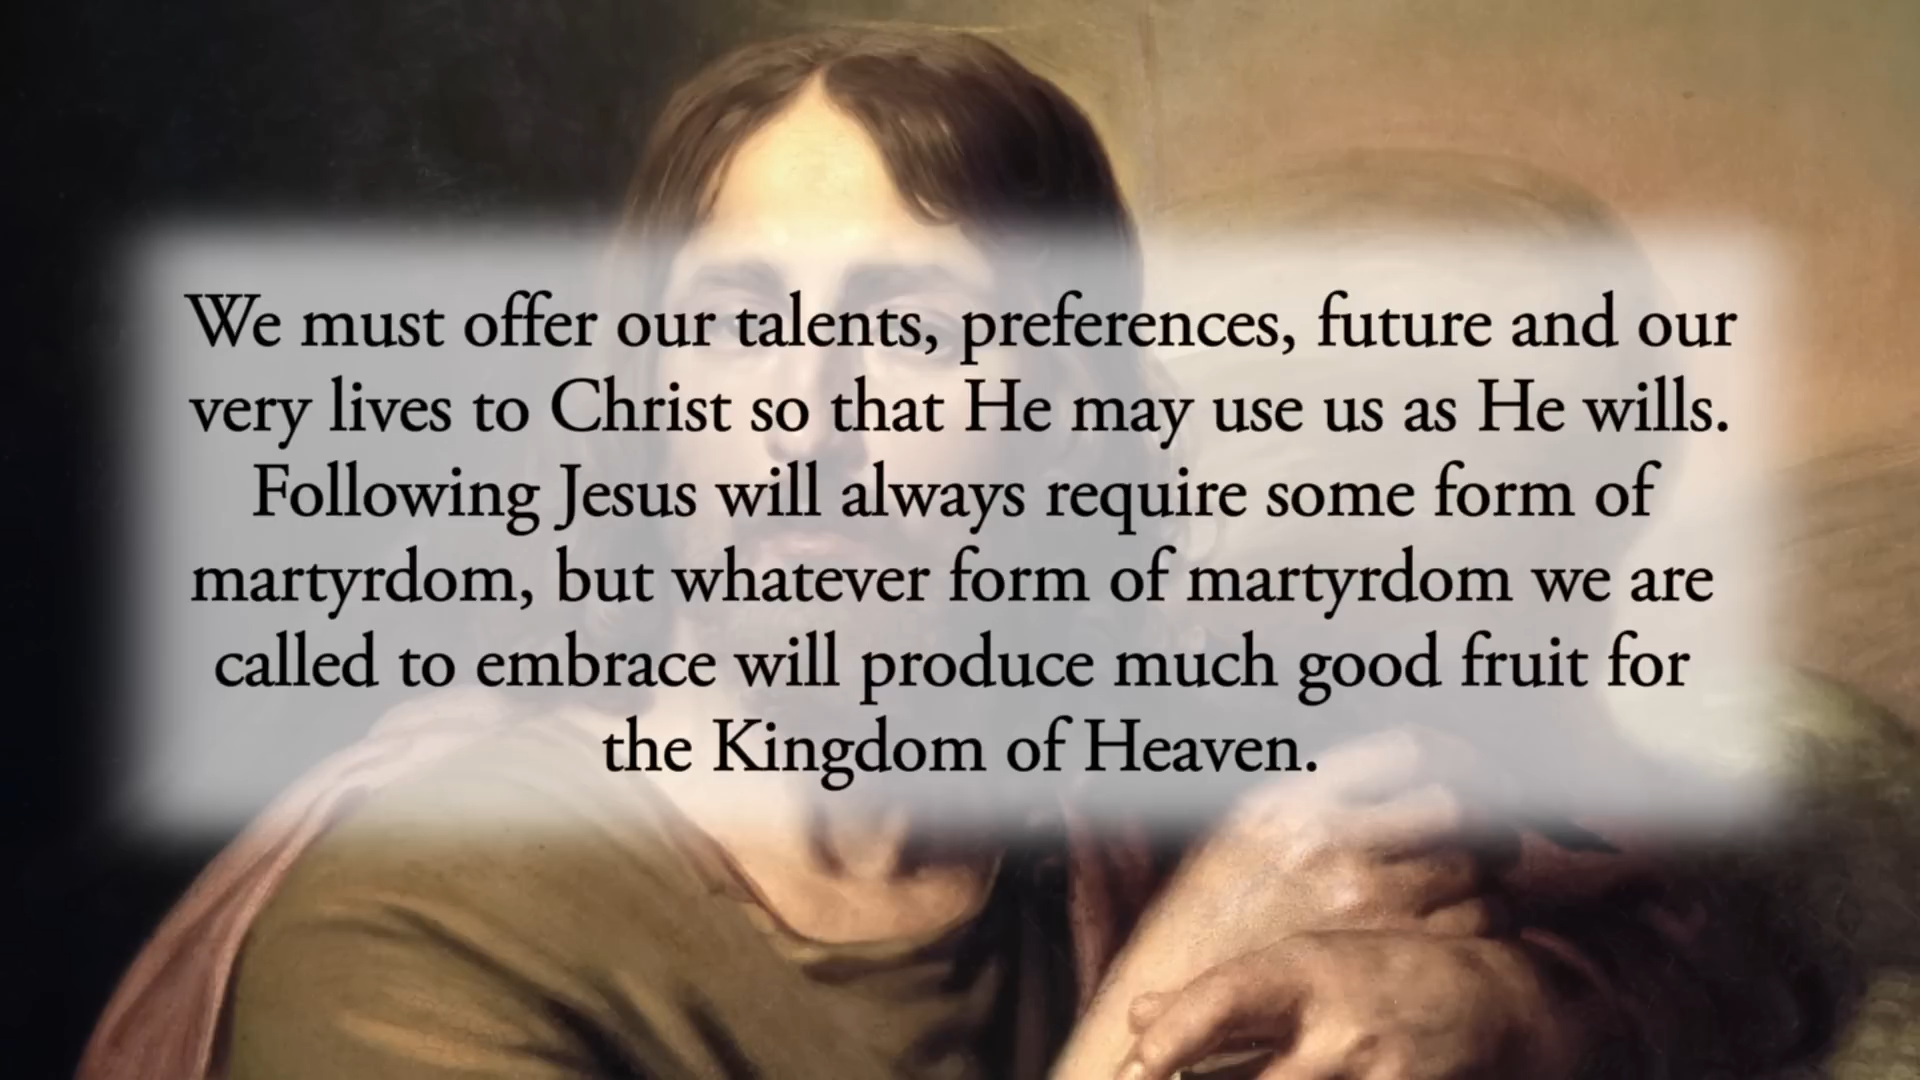 We must offer our talents, preferences, future and our
very lives to Christ so that He may use us as He wills.
Following Jesus will always require some form of
martyrdom, but whatever form of martyrdom we are
called to embrace will produce much good fruit for
the Kingdom of Heaven.